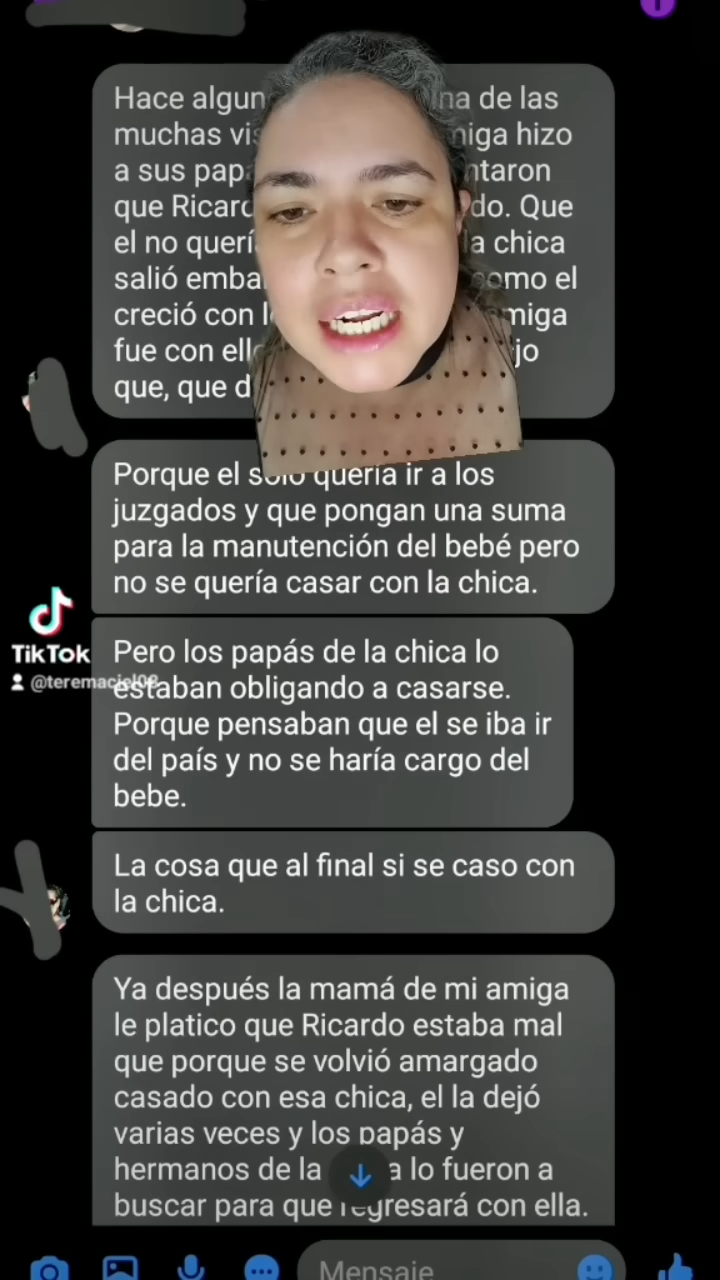 Hace algun na de las
muchas vis miga hizo
a sus pap ntaron
que Ricard do. Que
el no querí la chica
salió emba como el
creció con l miga
fue con ell jo
que, que d
Porque el solo quería ir a los
juzgados y que pongan una suma
para la manutención del bebé pero
no se quería casar con la chica.
Pero los papás de la chica lo
estaban obligando a casarse.
Porque pensaban que el se iba ir
del país y no se haría cargo del
bebe.
TikTok
@teremaciel08
La cosa que al final si se caso con
la chica.
Ya después la mamá de mi amiga
le platico que Ricardo estaba mal
que porque se volvió amargado
casado con esa chica, el la dejó
varias veces y los papás y
hermanos de la a lo fueron a
buscar para que regresará con ella.
Mensaje